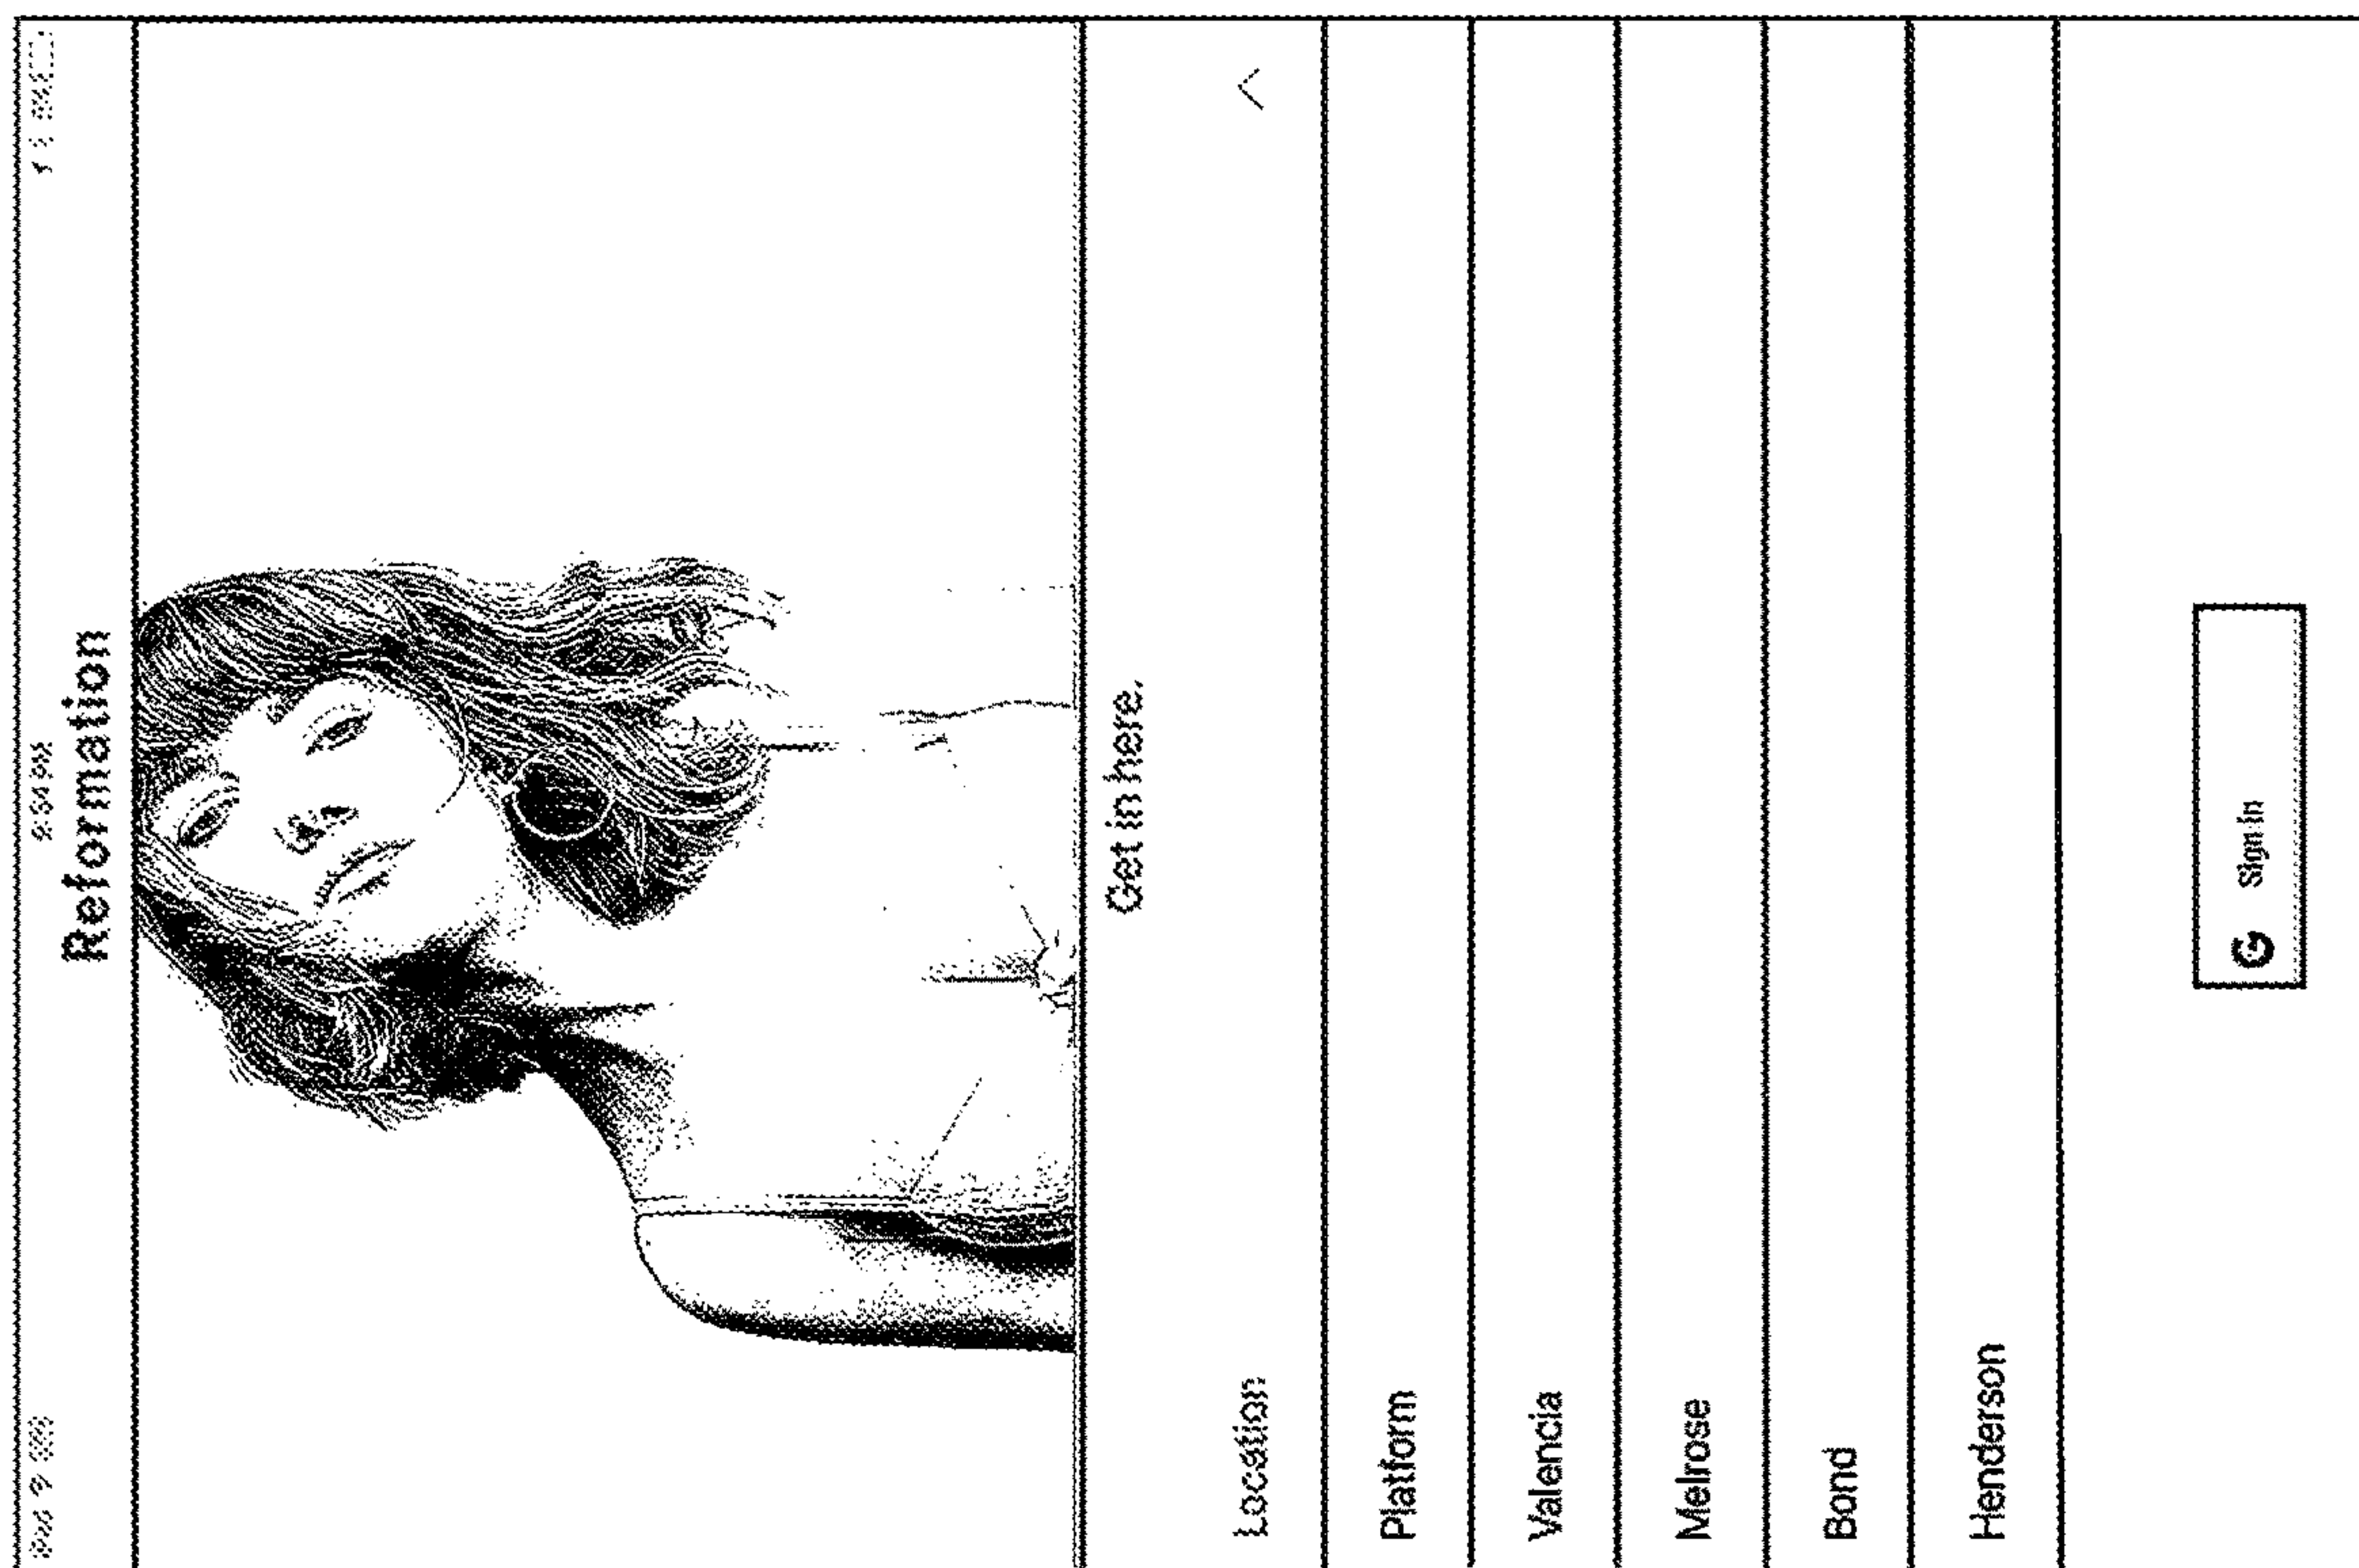 Reformation
Get in here.
Location
Platform
Valencia
Melrose
Bond
Henderson
G Sign in